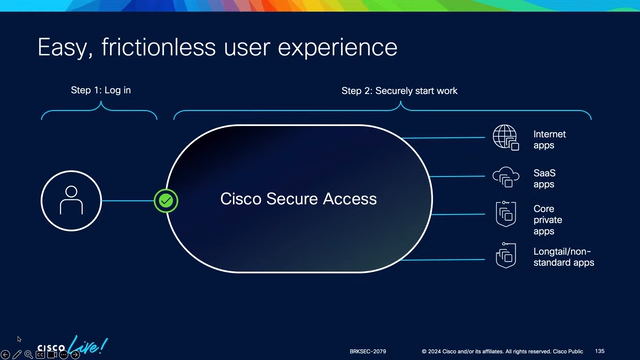 Easy, frictionless user experience
Step 1: Log in
Step 2: Securely start work
Cisco Secure Access
Internet
apps
SaaS
apps
Core
private
apps
Longtail/non-
standard apps
CISCO Live!
BRKSEC-2079
© 2024 Cisco and/or its affiliates. All rights reserved. Cisco Public
135